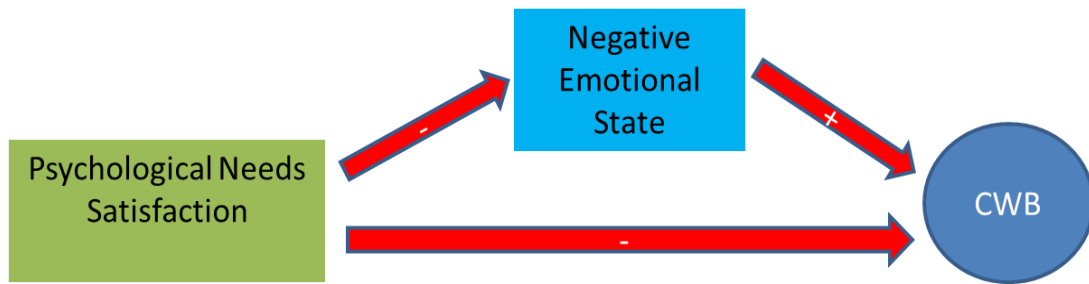 Negative
Emotional
State
-
+
Psychological Needs
Satisfaction
CWB
-